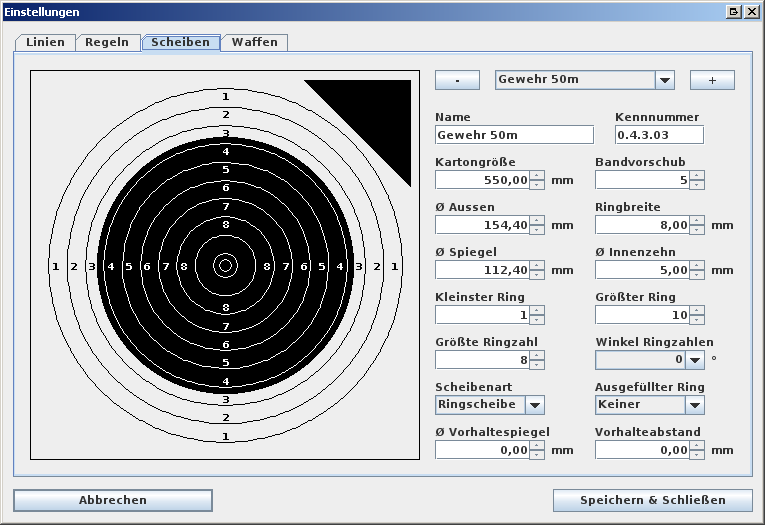 Einstellungen
Linien Regeln Scheiben Waffen
- Gewehr 50m +
Name Kennnummer
Gewehr 50m 0.4.3.03
Kartongröße Bandvorschub
550,00 mm 5
Ø Aussen Ringbreite
154,40 mm 8,00 mm
Ø Spiegel Ø Innenzehn
112,40 mm 5,00 mm
Kleinster Ring Größter Ring
1 10
Größte Ringzahl Winkel Ringzahlen
8 0 °
Scheibenart Ausgefüllter Ring
Ringscheibe Keiner
Ø Vorhaltespiegel Vorhalteabstand
0,00 mm 0,00 mm
1
2
3
4
5
6
7
8
1 2 3 4 5 6 7 8 8 7 6 5 4 3 2 1
8
7
6
5
4
3
2
1
Abbrechen Speichern & Schließen